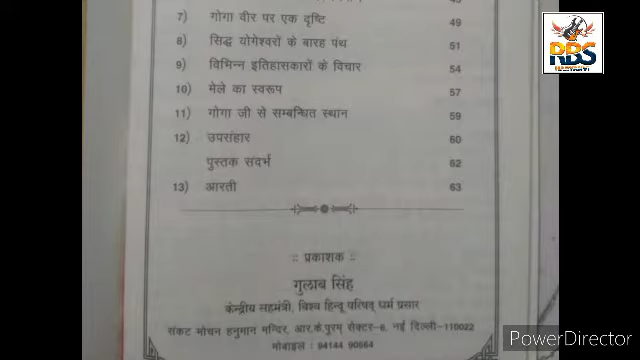 7) गोगा वीर पर एक दृष्टि 49
8) सिद्ध योगेश्वरों के बारह पंथ 51
9) विभिन्न इतिहासकारों के विचार 54
10) मेले का स्वरूप 57
11) गोगा जी से सम्बन्धित स्थान 59
12) उपसंहार 60
पुस्तक संदर्भ 62
13) आरती 63
:: प्रकाशक ::
गुलाब सिंह
केन्द्रीय सहमंत्री, विश्व हिन्दू परिषद् धर्म प्रसार
संकट मोचन हनुमान मन्दिर, आर.के.पुरम् सेक्टर-6, नई दिल्ली-110022
मोबाइल : 94144 90664
RBS
PowerDirector